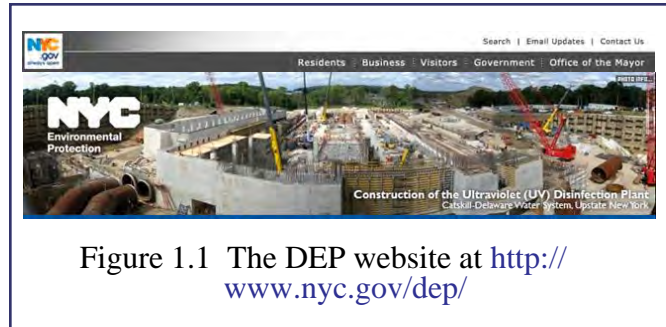 Search | Email Updates | Contact Us
NYC
.gov
always open
Residents Business Visitors Government Office of the Mayor
PHOTO INFO...
NYC
Environmental
Protection
Construction of the Ultraviolet (UV) Disinfection Plant
Catskill-Delaware Water System, Upstate New York
Figure 1.1 The DEP website at http://
www.nyc.gov/dep/